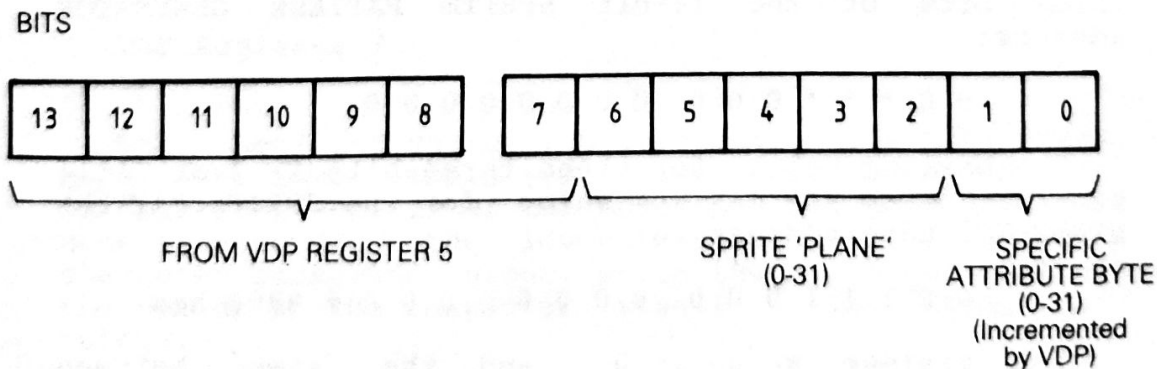 BITS
13 12 11 10 9 8 7 6 5 4 3 2 1 0
FROM VDP REGISTER 5
SPRITE 'PLANE'
(0-31)
SPECIFIC
ATTRIBUTE BYTE
(0-31)
(Incremented
by VDP)